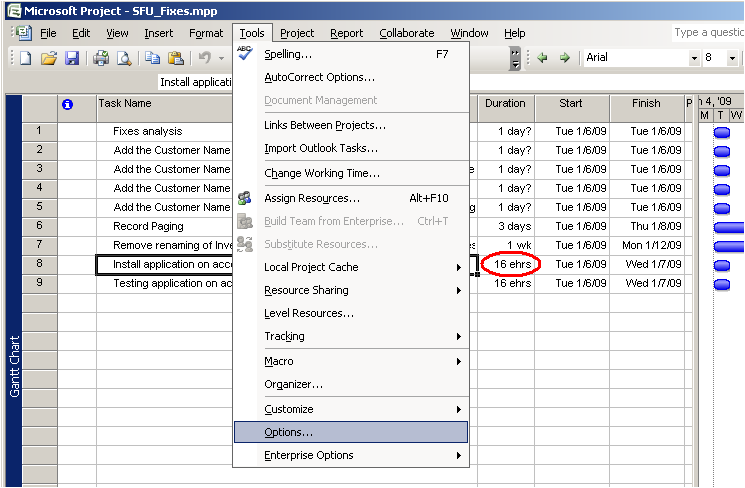 Microsoft Project - SFU_Fixes.mpp
File Edit View Insert Format Tools Project Report Collaborate Window Help Type a questic
ABC Spelling... F7 Arial 8
AutoCorrect Options...
Install applicati
Document Management
Task Name Duration Start Finish P 4, '09
M T W
Links Between Projects...
Import Outlook Tasks...
Change Working Time...
Assign Resources... Alt+F10
Build Team from Enterprise... Ctrl+T
Substitute Resources...
Local Project Cache
Resource Sharing
Level Resources...
Tracking
Macro
Organizer...
Customize
Options...
Enterprise Options
1 Fixes analysis 1 day? Tue 1/6/09 Tue 1/6/09
2 Add the Customer Name 1 day? Tue 1/6/09 Tue 1/6/09
3 Add the Customer Name e 1 day? Tue 1/6/09 Tue 1/6/09
4 Add the Customer Name 1 day? Tue 1/6/09 Tue 1/6/09
5 Add the Customer Name g 1 day? Tue 1/6/09 Tue 1/6/09
6 Record Paging 3 days Tue 1/6/09 Thu 1/8/09
7 Remove renaming of Inve es 1 wk Tue 1/6/09 Mon 1/12/09
8 Install application on acce 16 ehrs Tue 1/6/09 Wed 1/7/09
9 Testing application on ac 16 ehrs Tue 1/6/09 Wed 1/7/09
Gantt Chart